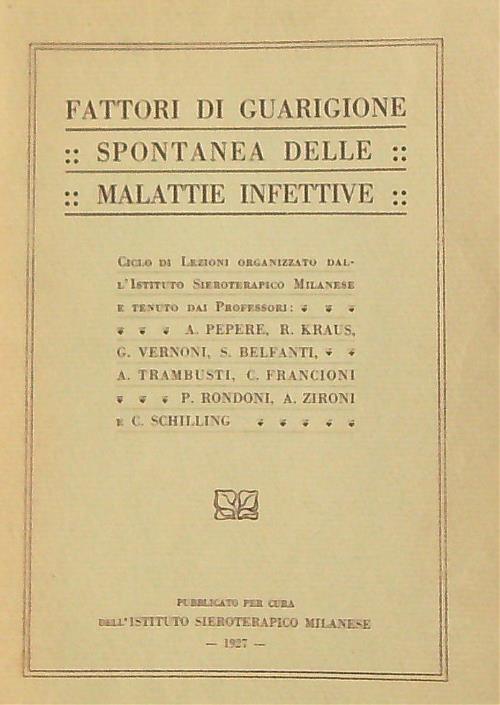 FATTORI DI GUARIGIONE
:: SPONTANEA DELLE ::
:: MALATTIE INFETTIVE ::
CICLO DI LEZIONI ORGANIZZATO DAL-
L'ISTITUTO SIEROTERAPICO MILANESE
E TENUTO DAI PROFESSORI:
A. PEPERE, R. KRAUS,
G. VERNONI, S. BELFANTI,
A. TRAMBUSTI, C. FRANCIONI
P. RONDONI, A. ZIRONI
E C. SCHILLING
PUBBLICATO PER CURA
DELL'ISTITUTO SIEROTERAPICO MILANESE
— 1927 —